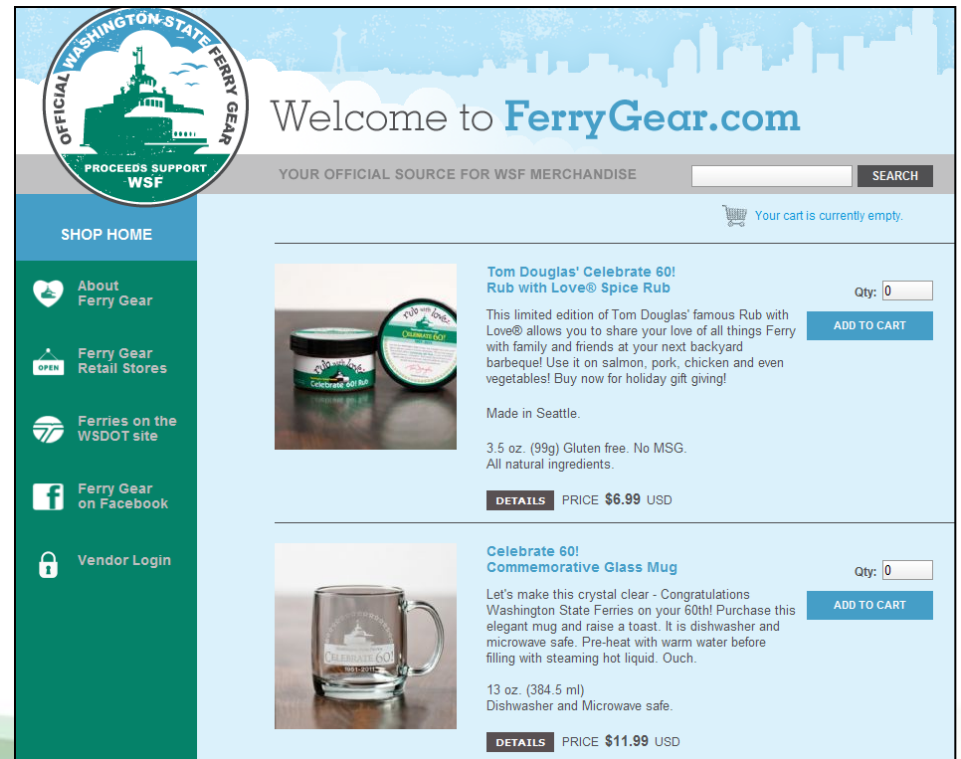 OFFICIAL WASHINGTON STATE FERRY GEAR
PROCEEDS SUPPORT
WSF
Welcome to FerryGear.com
YOUR OFFICIAL SOURCE FOR WSF MERCHANDISE
SEARCH
Your cart is currently empty.
SHOP HOME
About
Ferry Gear
OPEN
Ferry Gear
Retail Stores
Ferries on the
WSDOT site
f
Ferry Gear
on Facebook
Vendor Login
rub with love
CELEBRATE 60!
rub with love
Celebrate 60! Rub
Tom Douglas' Celebrate 60!
Rub with Love® Spice Rub
This limited edition of Tom Douglas' famous Rub with
Love® allows you to share your love of all things Ferry
with family and friends at your next backyard
barbeque! Use it on salmon, pork, chicken and even
vegetables! Buy now for holiday gift giving!
Made in Seattle.
3.5 oz. (99g) Gluten free. No MSG.
All natural ingredients.
DETAILS PRICE $6.99 USD
Qty: 0
ADD TO CART
CELEBRATE 60!
1951-2011
Celebrate 60!
Commemorative Glass Mug
Let's make this crystal clear - Congratulations
Washington State Ferries on your 60th! Purchase this
elegant mug and raise a toast. It is dishwasher and
microwave safe. Pre-heat with warm water before
filling with steaming hot liquid. Ouch.
13 oz. (384.5 ml)
Dishwasher and Microwave safe.
DETAILS PRICE $11.99 USD
Qty: 0
ADD TO CART